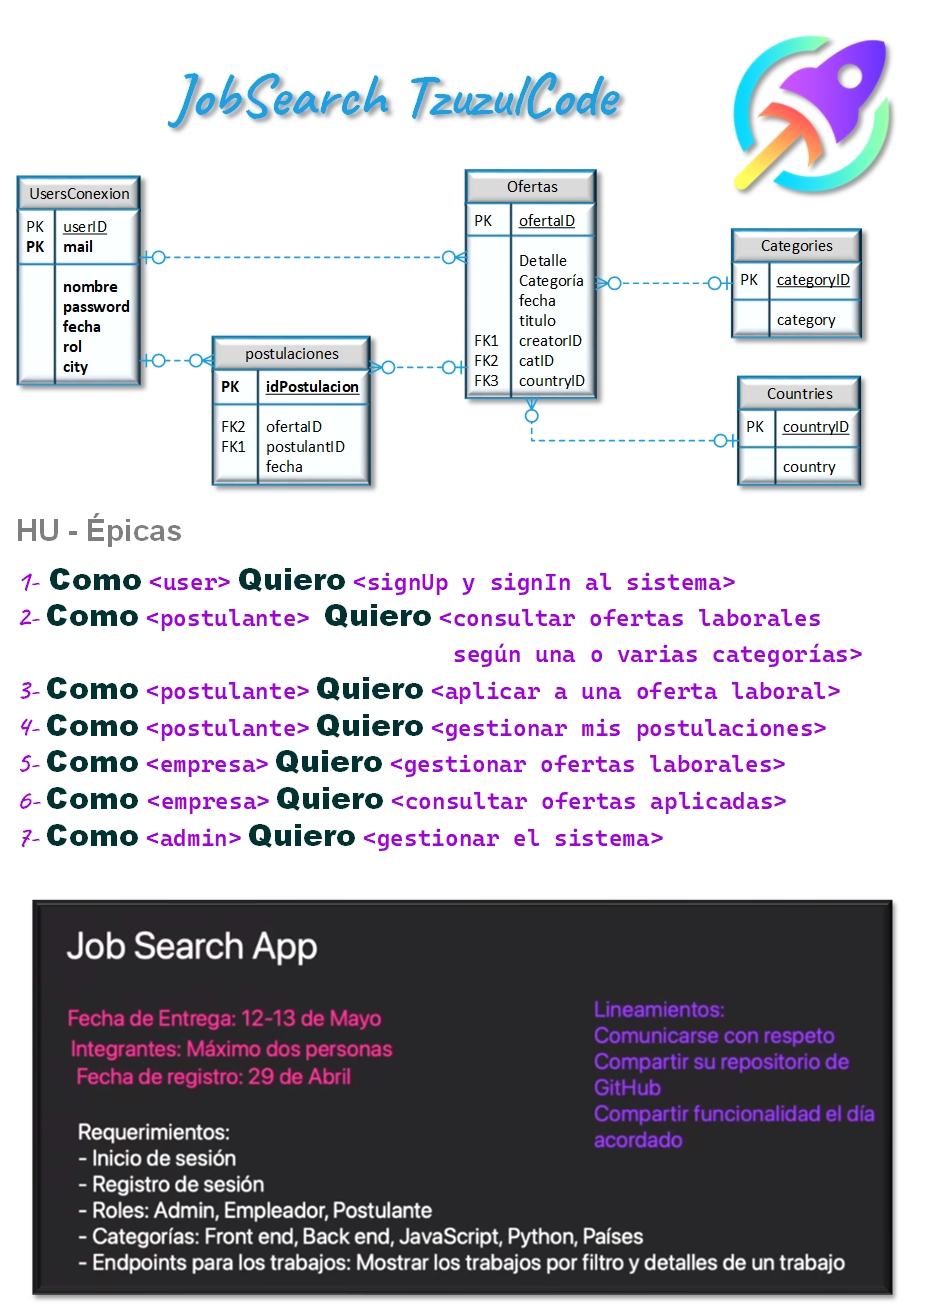 JobSearch TzuzulCode
UsersConexion
PK userID
PK mail
nombre
password
fecha
rol
city
postulaciones
PK idPostulacion
FK2 ofertaID
FK1 postulantID
fecha
Ofertas
PK ofertaID
Detalle
Categoría
fecha
titulo
FK1 creatorID
FK2 catID
FK3 countryID
Categories
PK categoryID
category
Countries
PK countryID
country
HU - Épicas
1- Como <user> Quiero <signUp y signIn al sistema>
2- Como <postulante> Quiero <consultar ofertas laborales
según una o varias categorías>
3- Como <postulante> Quiero <aplicar a una oferta laboral>
4- Como <postulante> Quiero <gestionar mis postulaciones>
5- Como <empresa> Quiero <gestionar ofertas laborales>
6- Como <empresa> Quiero <consultar ofertas aplicadas>
7- Como <admin> Quiero <gestionar el sistema>
Job Search App
Fecha de Entrega: 12-13 de Mayo
Integrantes: Máximo dos personas
Fecha de registro: 29 de Abril
Lineamientos:
Comunicarse con respeto
Compartir su repositorio de
GitHub
Compartir funcionalidad el día
acordado
Requerimientos:
- Inicio de sesión
- Registro de sesión
- Roles: Admin, Empleador, Postulante
- Categorías: Front end, Back end, JavaScript, Python, Países
- Endpoints para los trabajos: Mostrar los trabajos por filtro y detalles de un trabajo